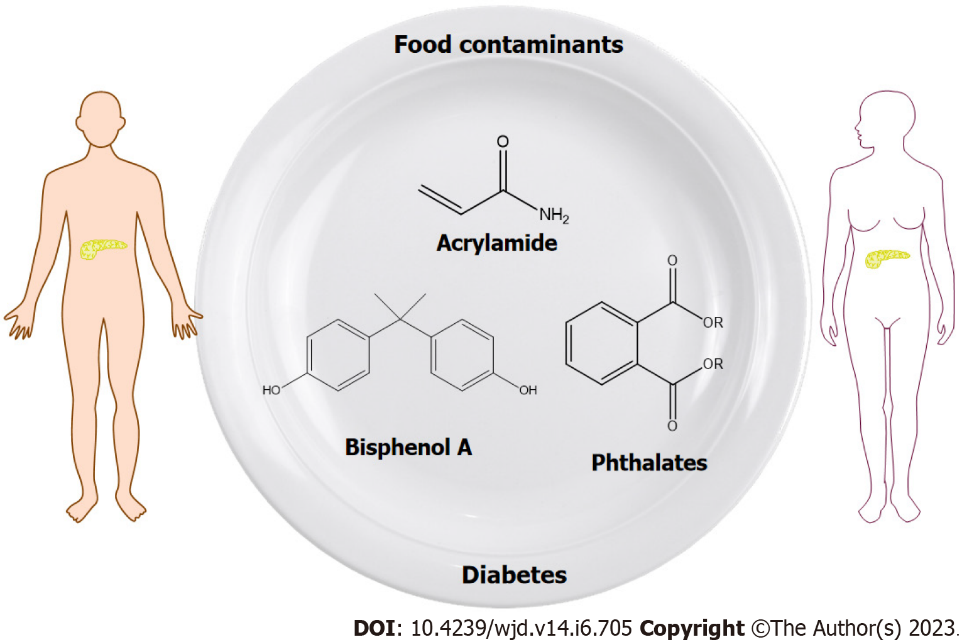 Food contaminants
O
NH₂
Acrylamide
O
OR
OR
O
HO
OH
Bisphenol A
Phthalates
Diabetes
DOI: 10.4239/wjd.v14.i6.705 Copyright ©The Author(s) 2023.